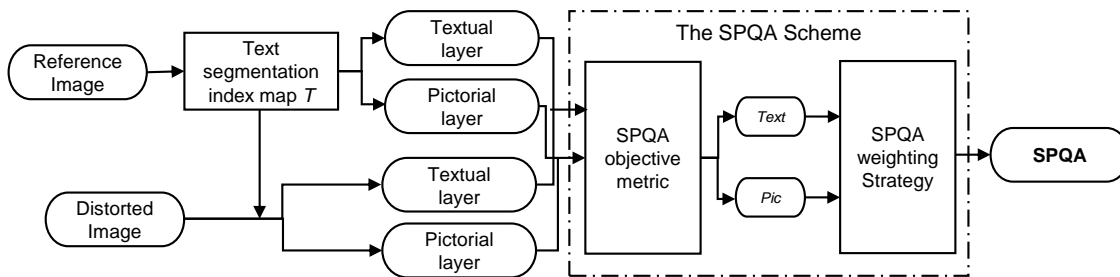 Reference
Image
Text
segmentation
index map T
Textual
layer
Pictorial
layer
Distorted
Image
Textual
layer
Pictorial
layer
The SPQA Scheme
SPQA
objective
metric
Text
Pic
SPQA
weighting
Strategy
SPQA